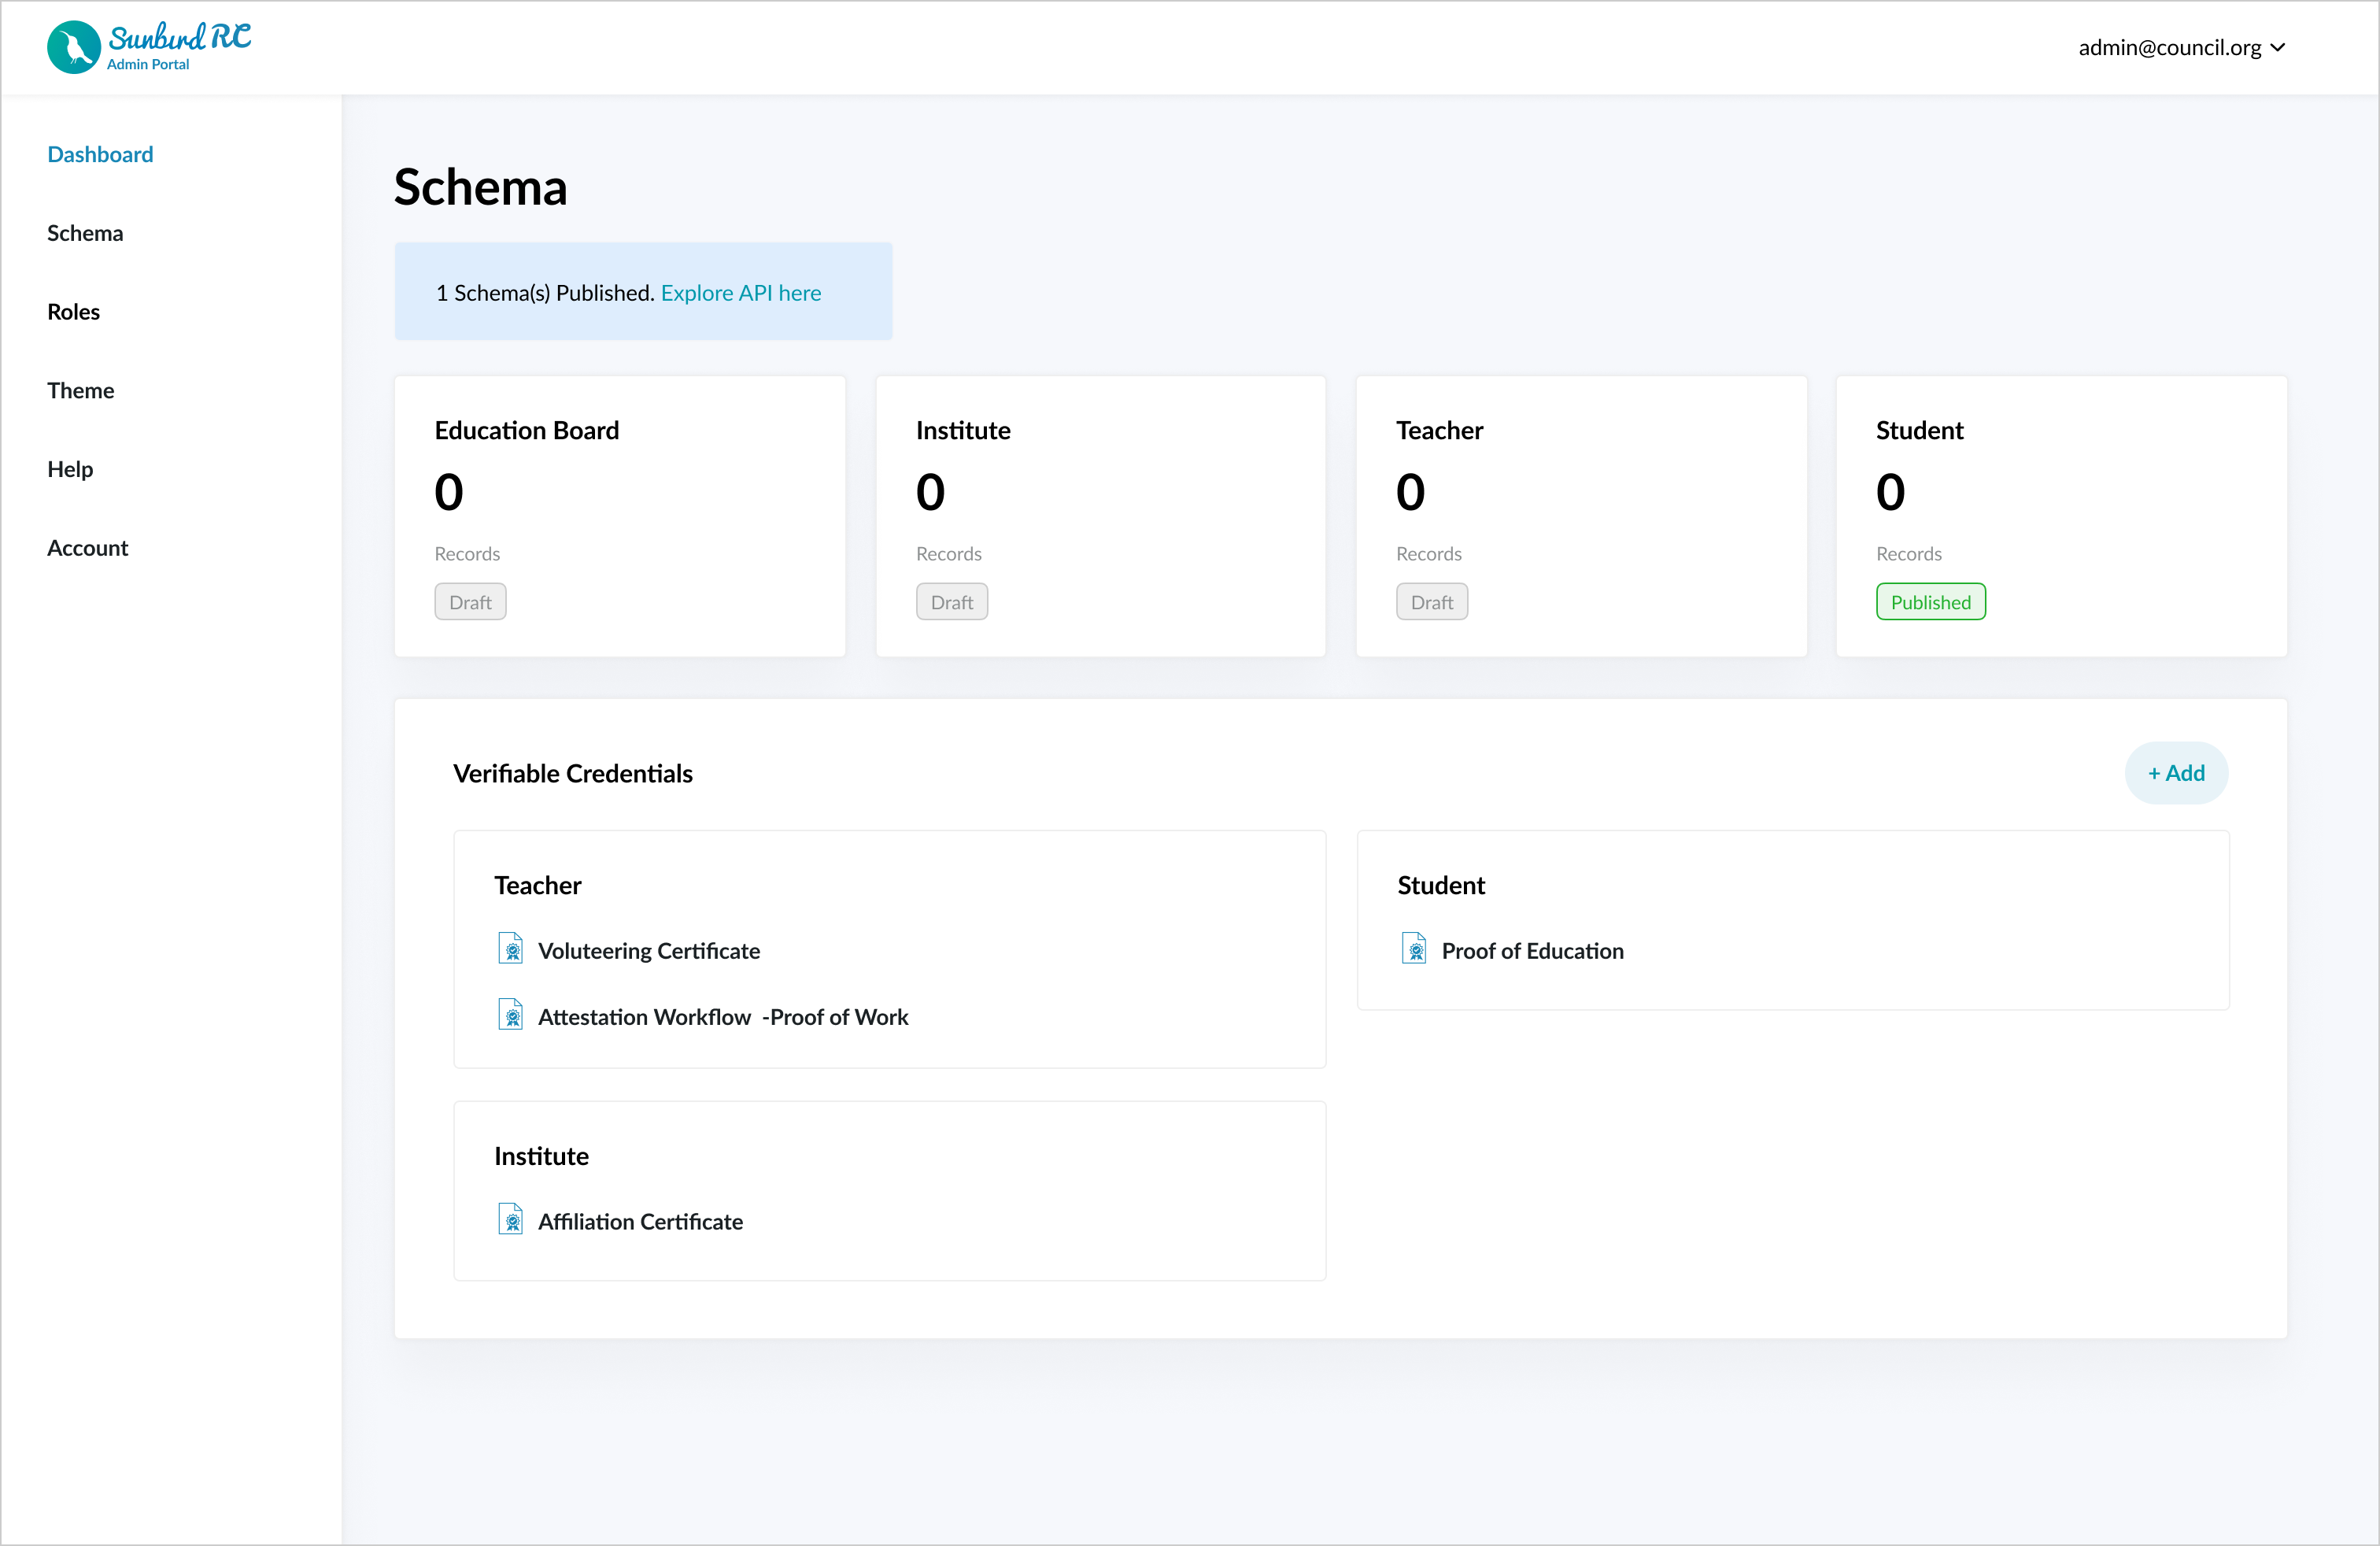 Sunbird RC
Admin Portal
admin@council.org
Dashboard
Schema
Roles
Theme
Help
Account
Schema
1 Schema(s) Published. Explore API here
Education Board
0
Records
Draft
Institute
0
Records
Draft
Teacher
0
Records
Draft
Student
0
Records
Published
Verifiable Credentials
+ Add
Teacher
Voluteering Certificate
Attestation Workflow -Proof of Work
Student
Proof of Education
Institute
Affiliation Certificate